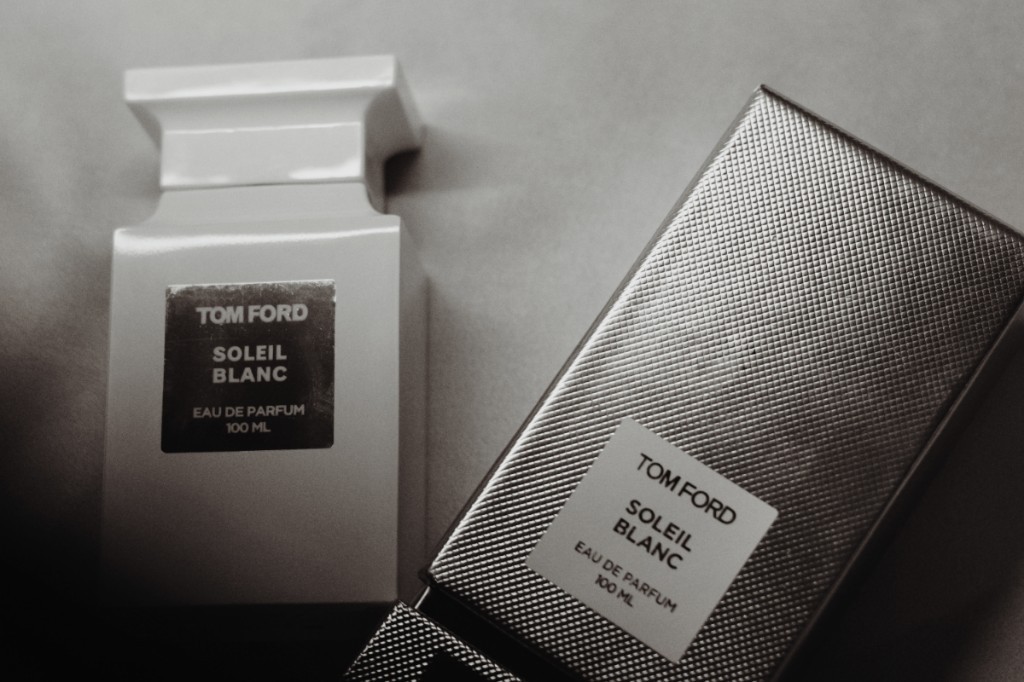 TOM FORD
SOLEIL
BLANC
EAU DE PARFUM
100 ML
TOM FORD
SOLEIL
BLANC
EAU DE PARFUM
100 ML